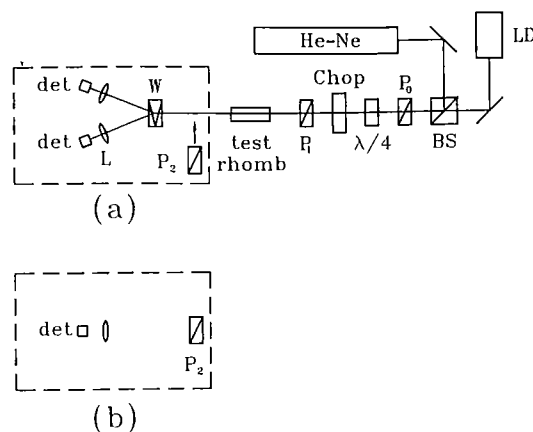 He-Ne
LD
det
W
Chop
P₀
det
L
P₂
test
rhomb
P₁
λ/4
BS
(a)
det
P₂
(b)